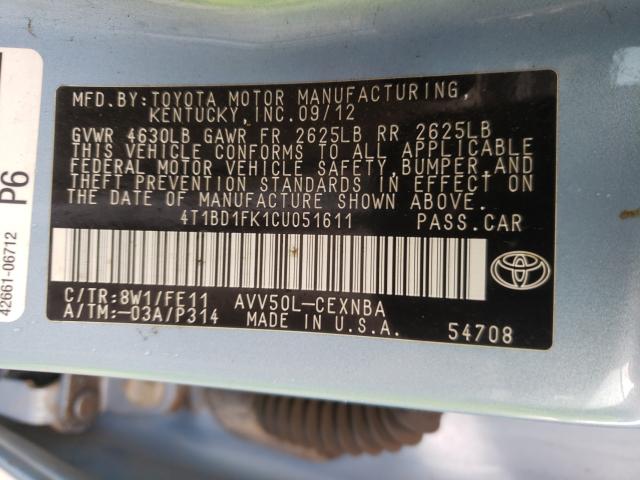 MFD.BY:TOYOTA MOTOR MANUFACTURING,
KENTUCKY,INC.09/12
GVWR 4630LB GAWR FR 2625LB RR 2625LB
THIS VEHICLE CONFORMS TO ALL APPLICABLE
FEDERAL MOTOR VEHICLE SAFETY,BUMPER,AND
THEFT PREVENTION STANDARDS IN EFFECT ON
THE DATE OF MANUFACTURE SHOWN ABOVE.
4T1BD1FK1CU051611 PASS.CAR
C/TR:8W1/FE11 AVV50L-CEXNBA
A/TM:-03A/P314 MADE IN U.S.A. 54708
P6
42661-06712